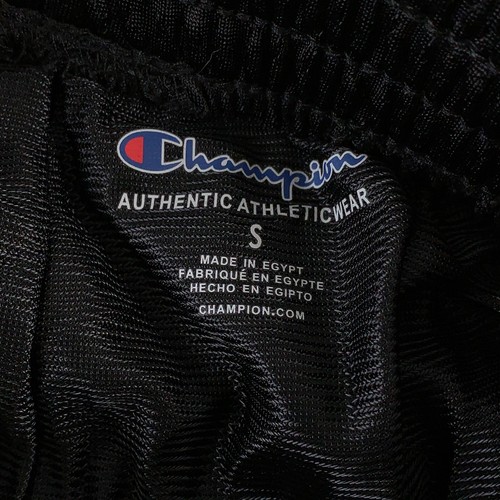 Champion
AUTHENTIC ATHLETICWEAR
S
MADE IN EGYPT
FABRIQUÉ EN EGYPTE
HECHO EN EGIPTO
CHAMPION.COM